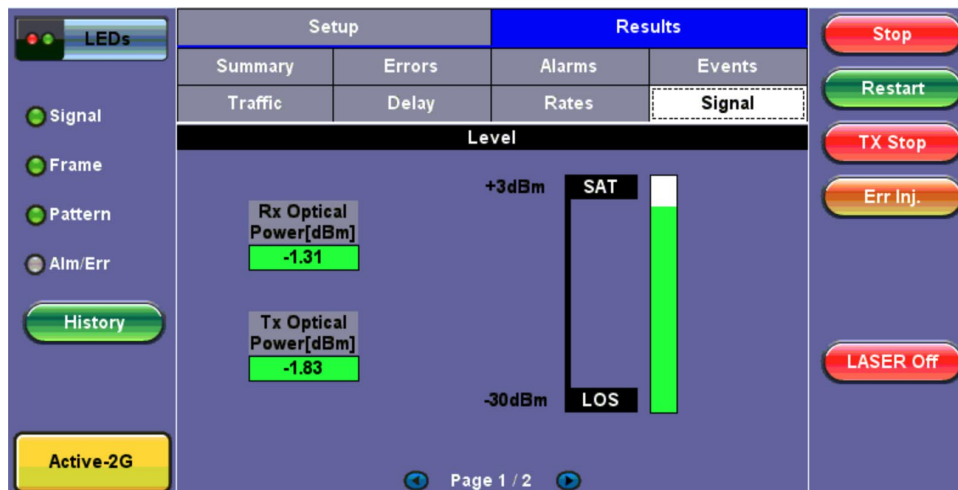 LEDs
Setup
Results
Stop
Summary
Errors
Alarms
Events
Traffic
Delay
Rates
Signal
Restart
Signal
Level
TX Stop
Frame
+3dBm
SAT
Err Inj.
Rx Optical
Power[dBm]
-1.31
Pattern
Alm/Err
History
Tx Optical
Power[dBm]
-1.83
LASER Off
-30dBm
LOS
Active-2G
Page 1 / 2